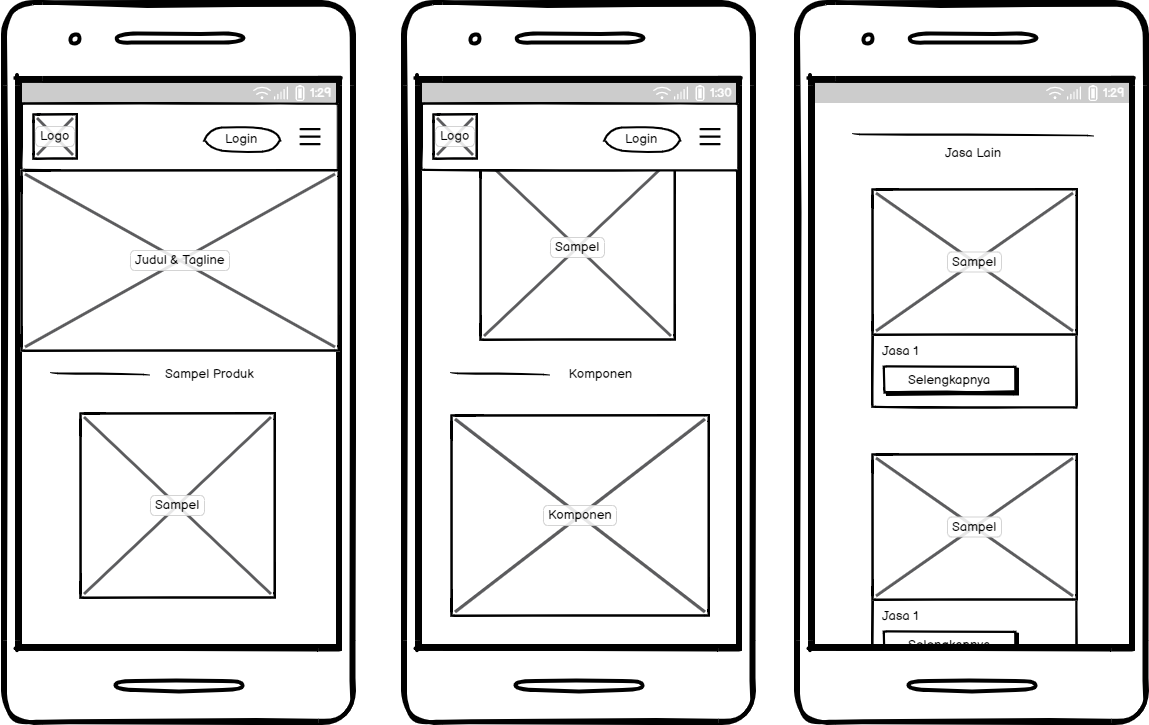 1:29
Logo
Login
Judul & Tagline
Sampel Produk
Sampel
1:30
Logo
Login
Sampel
Komponen
Komponen
1:29
Jasa Lain
Sampel
Jasa 1
Selengkapnya
Sampel
Jasa 1
Selengkapnya